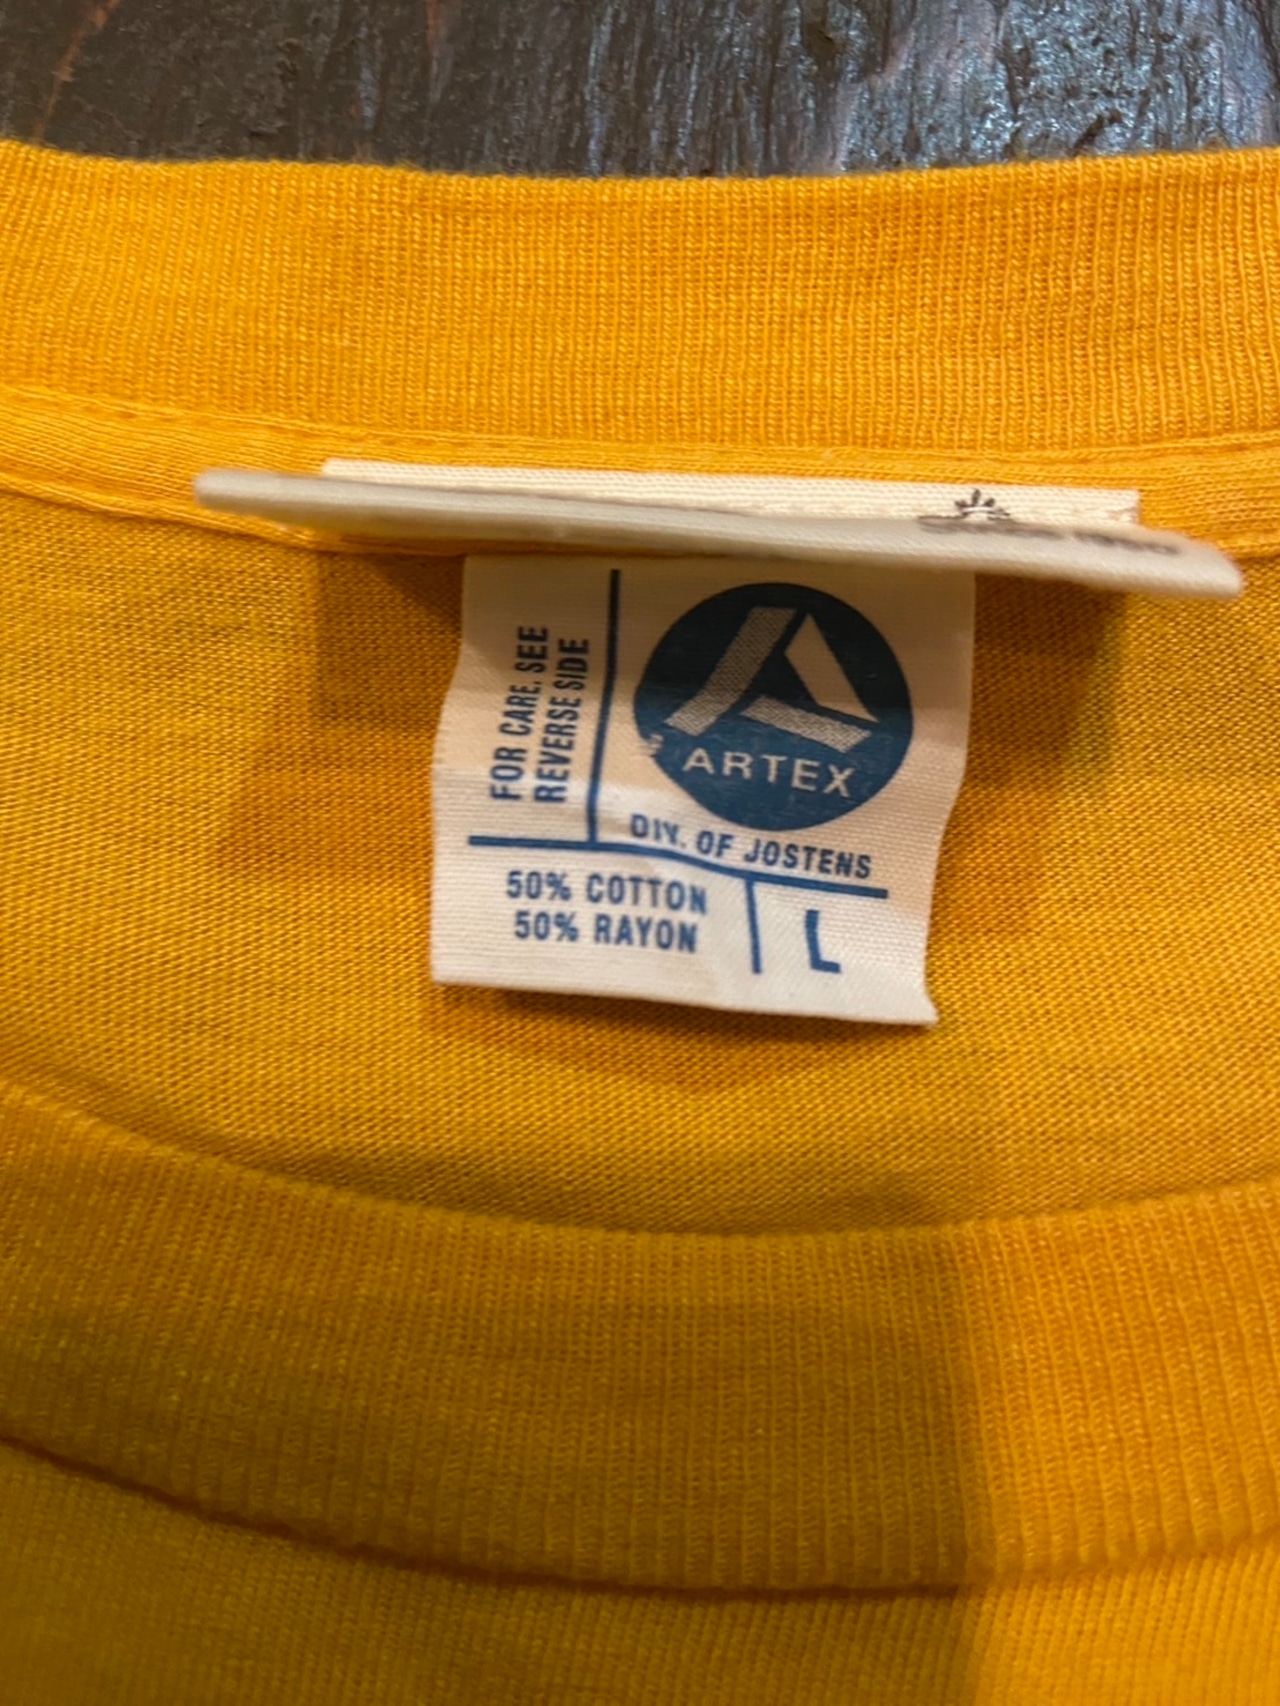 FOR CARE, SEE
REVERSE SIDE
ARTEX
DIV. OF JOSTENS
50% COTTON
50% RAYON
L